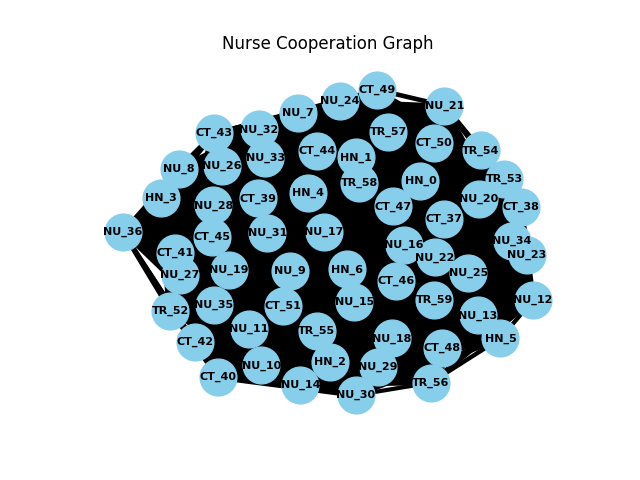 Nurse Cooperation Graph
CT_49
NU_24
NU_21
NU_7
NU_32
CT_43
TR_57
CT_50
CT_44
TR_54
HN_1
NU_33
NU_26
NU_8
TR_53
HN_0
TR_58
HN_4
HN_3
CT_39
NU_20
NU_28
CT_47
CT_38
CT_37
NU_36
NU_31
NU_17
CT_45
NU_34
NU_16
CT_41
NU_23
NU_22
NU_19
NU_9
HN_6
NU_25
NU_27
CT_46
NU_12
TR_59
NU_15
CT_51
NU_35
TR_52
NU_13
NU_11
TR_55
NU_18
HN_5
CT_42
CT_48
HN_2
NU_10
NU_29
CT_40
TR_56
NU_14
NU_30